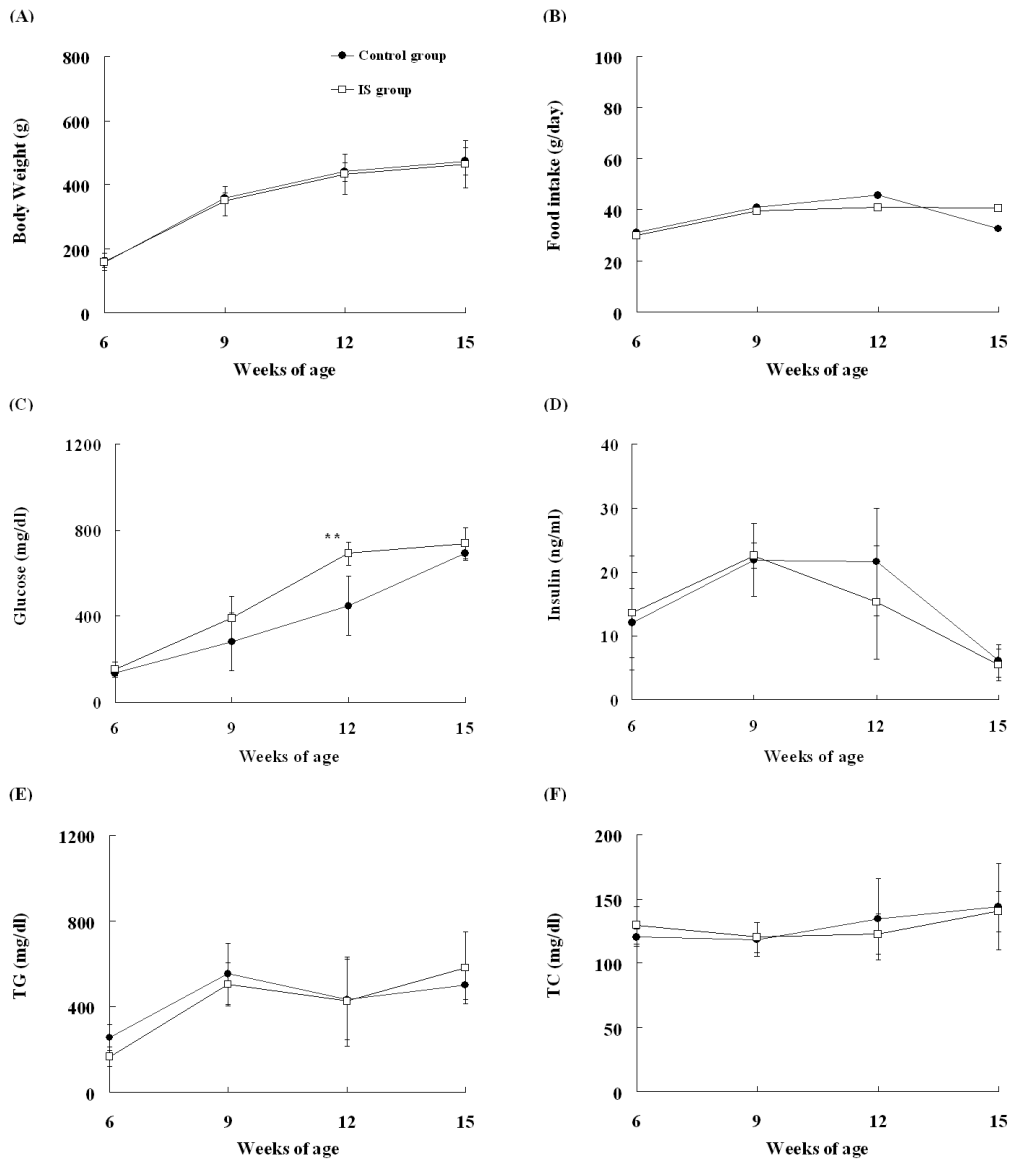 (A)
800
600
400
200
0
Body Weight (g)
Control group
IS group
6 9 12 15
Weeks of age
(B)
100
80
60
40
20
0
Food intake (g/day)
6 9 12 15
Weeks of age
(C)
1200
800
400
0
Glucose (mg/dl)
**
6 9 12 15
Weeks of age
(D)
40
30
20
10
0
Insulin (ng/ml)
6 9 12 15
Weeks of age
(E)
1200
800
400
0
TG (mg/dl)
6 9 12 15
Weeks of age
(F)
200
150
100
50
0
TC (mg/dl)
6 9 12 15
Weeks of age